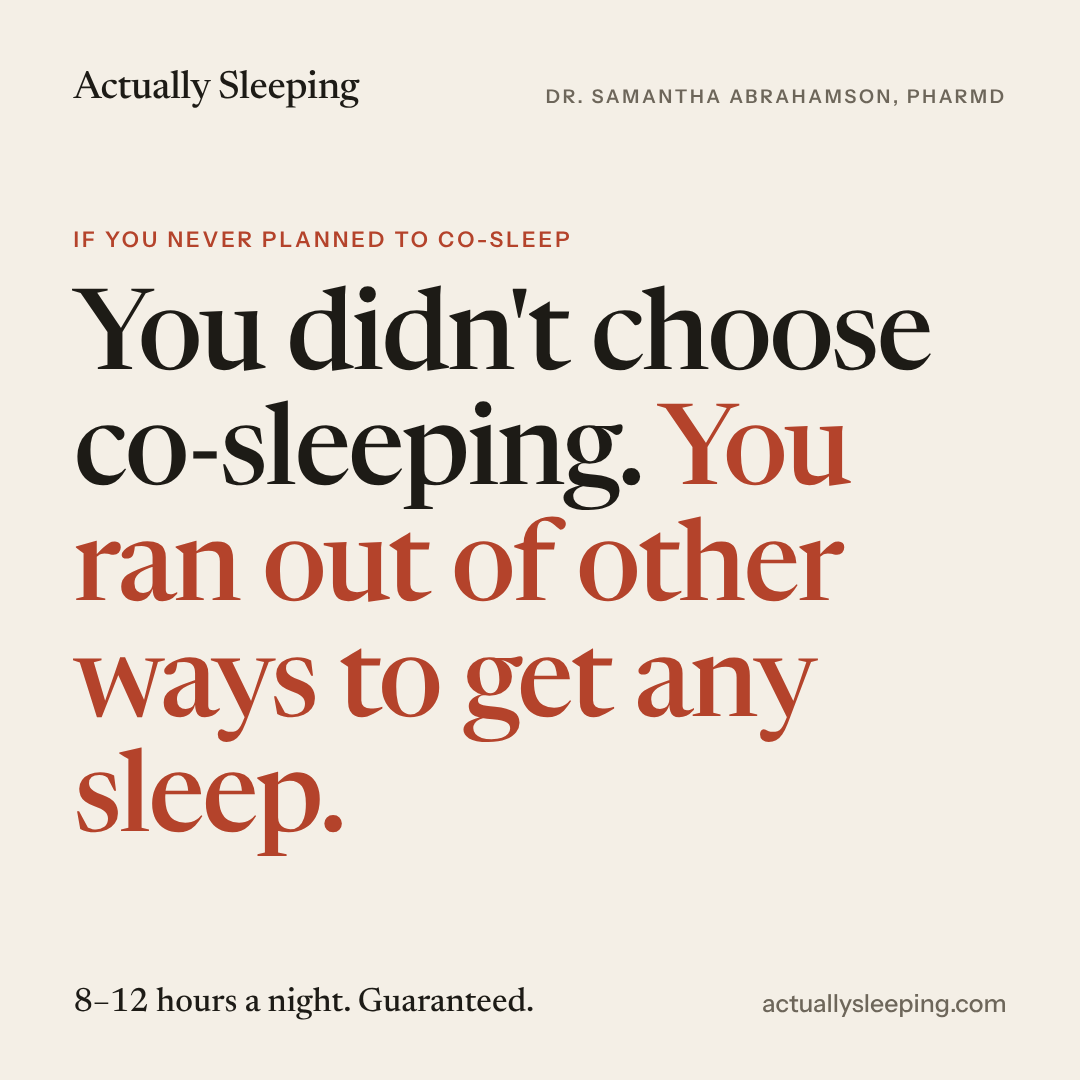 Actually Sleeping
DR. SAMANTHA ABRAHAMSON, PHARMD
IF YOU NEVER PLANNED TO CO-SLEEP
You didn't choose
co-sleeping. You
ran out of other
ways to get any
sleep.
8–12 hours a night. Guaranteed.
actuallysleeping.com